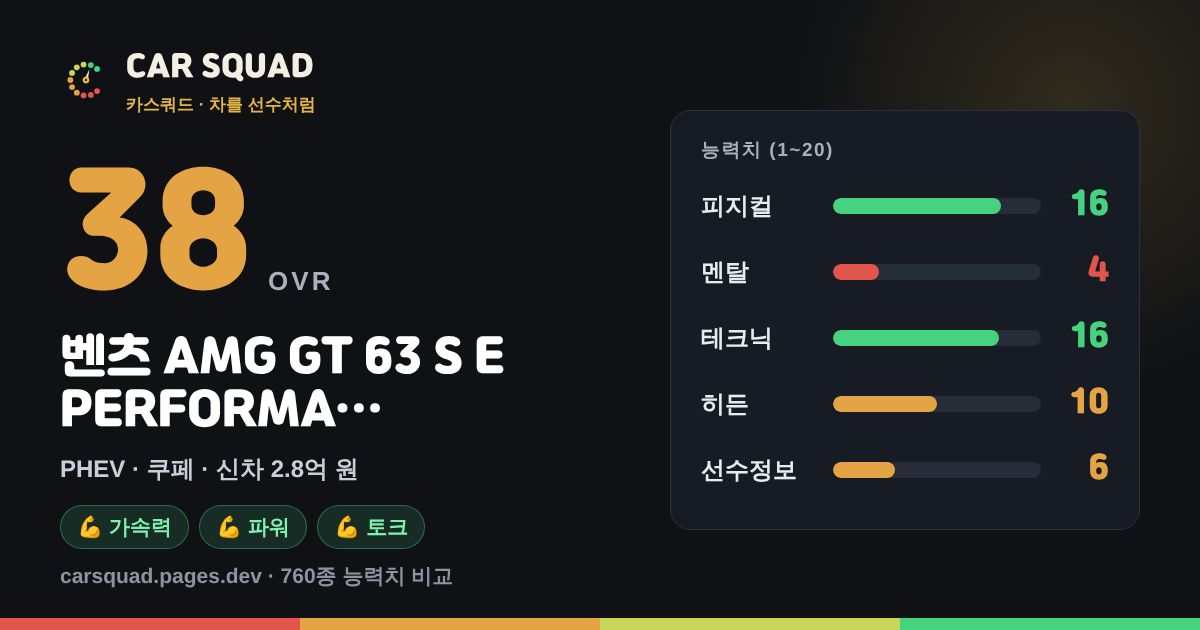 CAR SQUAD
카스쿼드 · 차를 선수처럼
38 OVR
벤츠 AMG GT 63 S E
PERFORMA···
PHEV · 쿠페 · 신차 2.8억 원
💪 가속력 💪 파워 💪 토크
carsquad.pages.dev · 760종 능력치 비교
능력치 (1~20)
피지컬 16
멘탈 4
테크닉 16
히든 10
선수정보 6